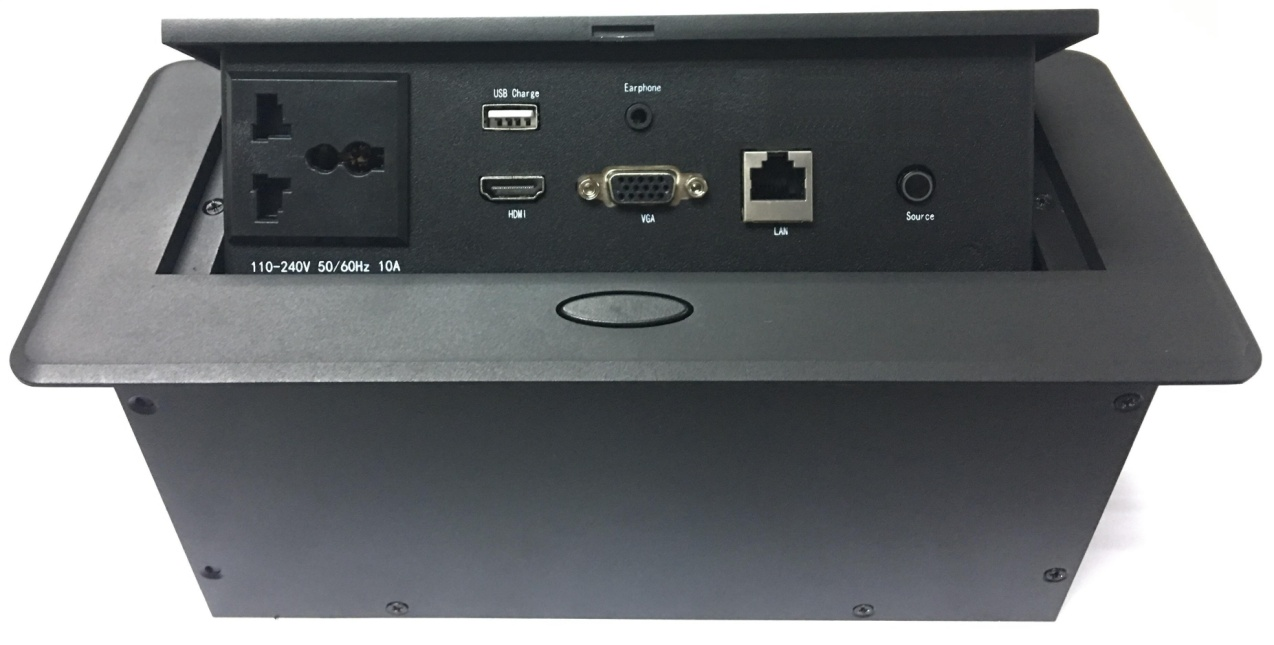 USB Charge
Earphone
HDMI
VGA
LAN
Source
110-240V 50/60Hz 10A